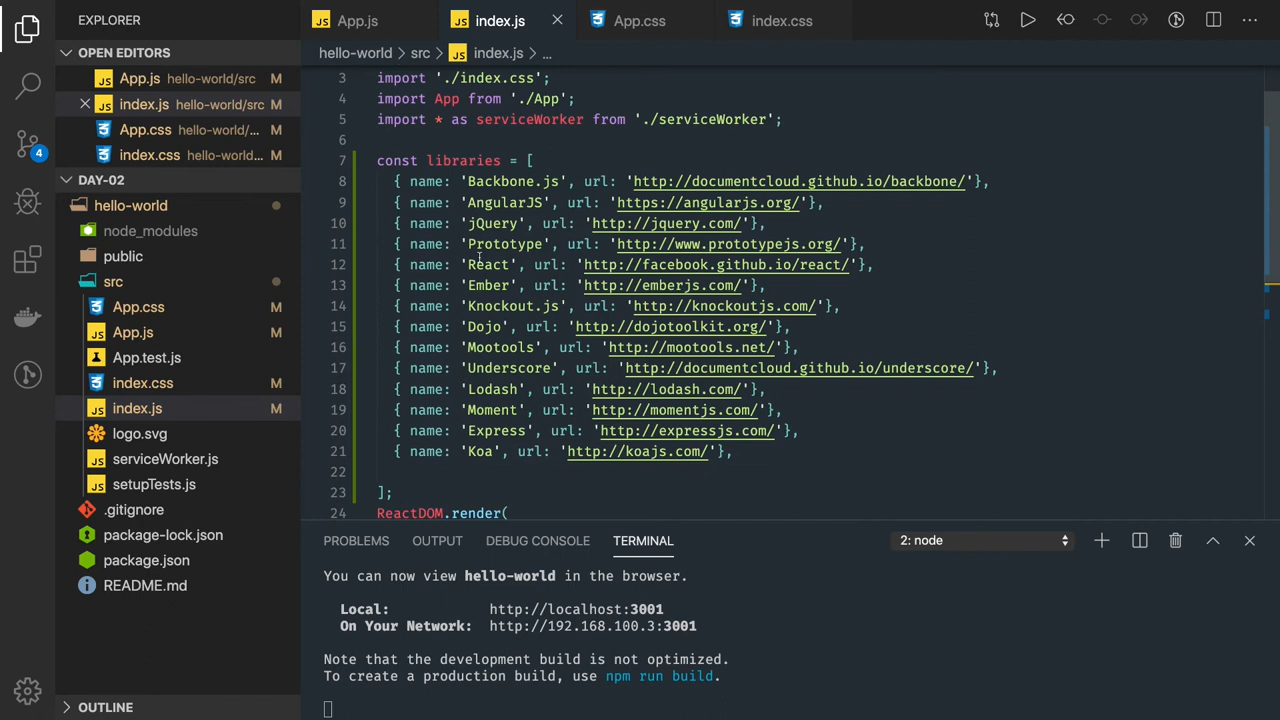 EXPLORER
OPEN EDITORS
JS App.js hello-world/src M
JS index.js hello-world/src M
App.css hello-world/... M
index.css hello-world... M
4
DAY-02
hello-world
node_modules
public
src
App.css M
JS App.js M
App.test.js
index.css M
JS index.js M
logo.svg
JS serviceWorker.js
JS setupTests.js
.gitignore
package-lock.json
package.json
README.md
OUTLINE
JS App.js
JS index.js
App.css
index.css
hello-world > src > JS index.js > ...
3 import './index.css';
4 import App from './App';
5 import * as serviceWorker from './serviceWorker';
6
7 const libraries = [
8 { name: 'Backbone.js', url: 'http://documentcloud.github.io/backbone/'},
9 { name: 'AngularJS', url: 'https://angularjs.org/'},
10 { name: 'jQuery', url: 'http://jquery.com/'},
11 { name: 'Prototype', url: 'http://www.prototypejs.org/'},
12 { name: 'React', url: 'http://facebook.github.io/react/'},
13 { name: 'Ember', url: 'http://emberjs.com/'},
14 { name: 'Knockout.js', url: 'http://knockoutjs.com/'},
15 { name: 'Dojo', url: 'http://dojotoolkit.org/'},
16 { name: 'Mootools', url: 'http://mootools.net/'},
17 { name: 'Underscore', url: 'http://documentcloud.github.io/underscore/'},
18 { name: 'Lodash', url: 'http://lodash.com/'},
19 { name: 'Moment', url: 'http://momentjs.com/'},
20 { name: 'Express', url: 'http://expressjs.com/'},
21 { name: 'Koa', url: 'http://koajs.com/'},
22
23 ];
24 ReactDOM.render(
PROBLEMS OUTPUT DEBUG CONSOLE TERMINAL 2: node
You can now view hello-world in the browser.
Local: http://localhost:3001
On Your Network: http://192.168.100.3:3001
Note that the development build is not optimized.
To create a production build, use npm run build.